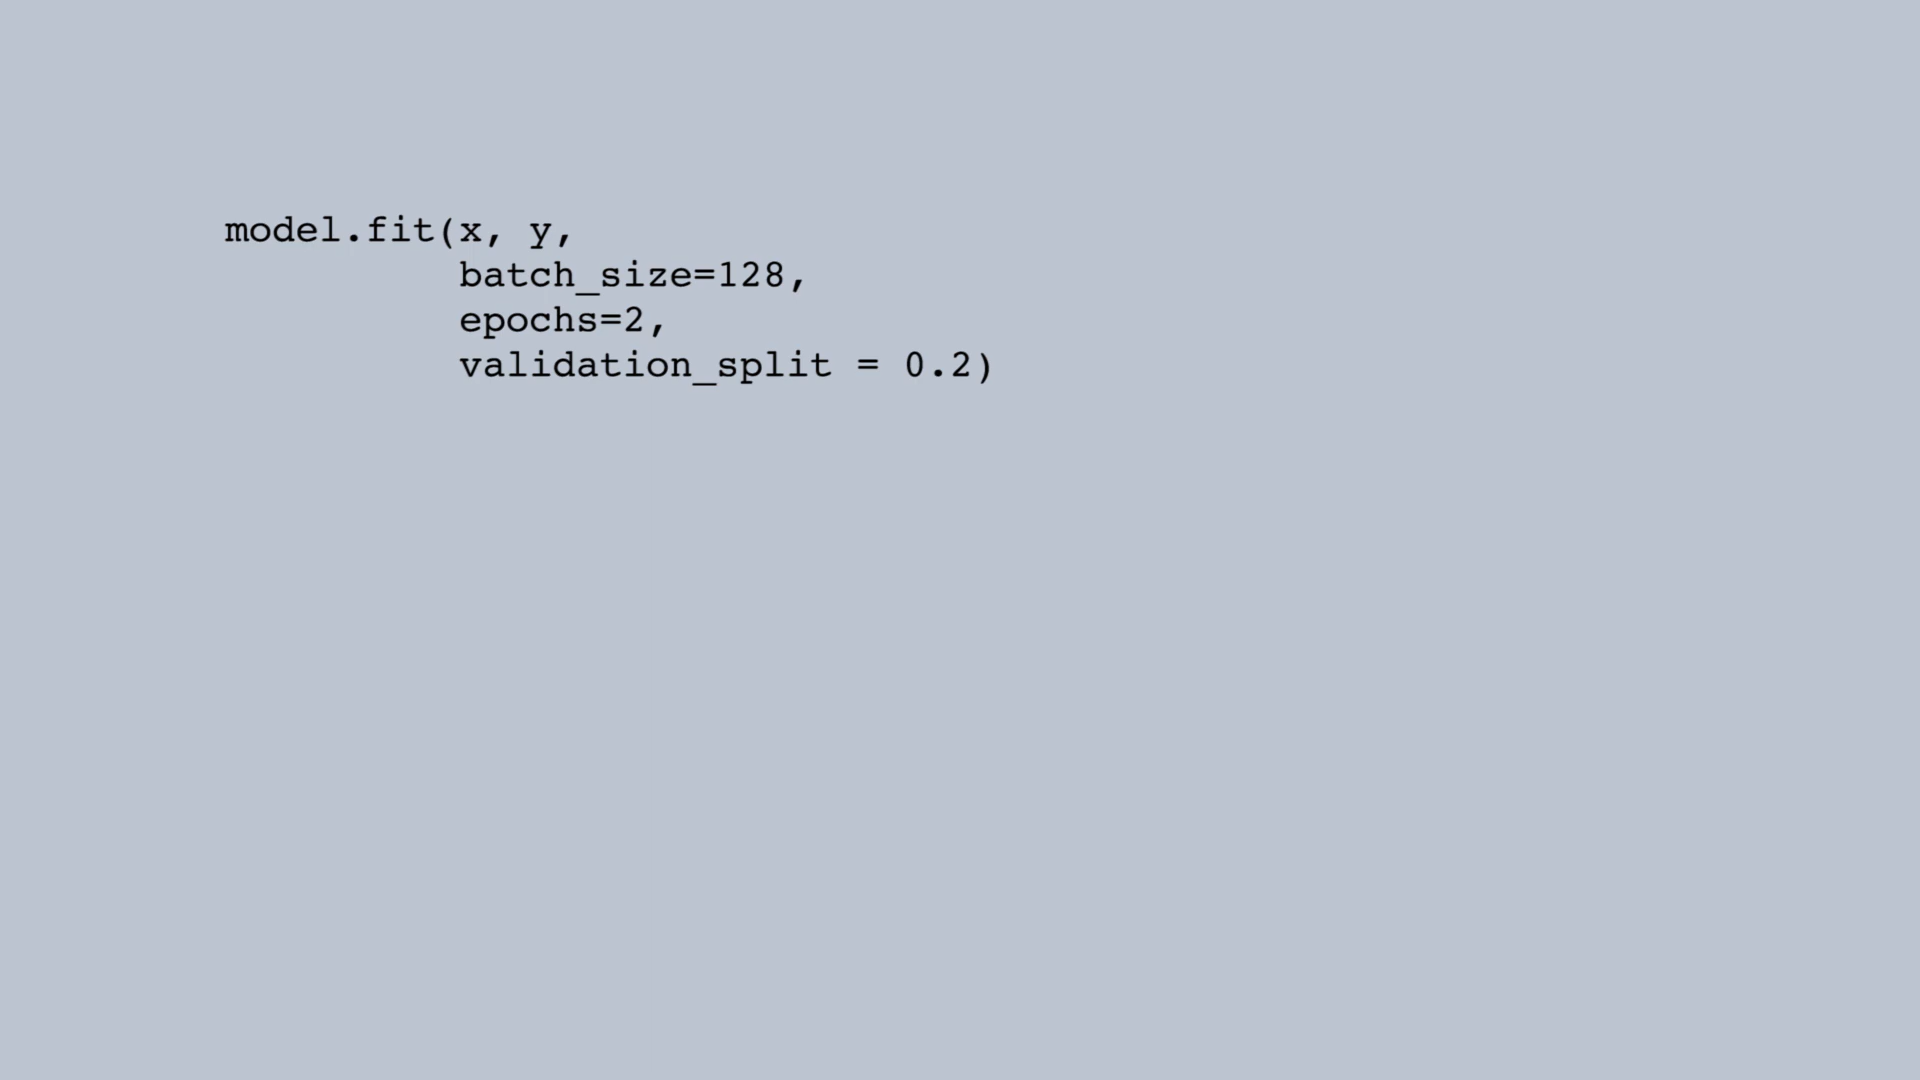 model.fit(x, y,
batch_size=128,
epochs=2,
validation_split = 0.2)